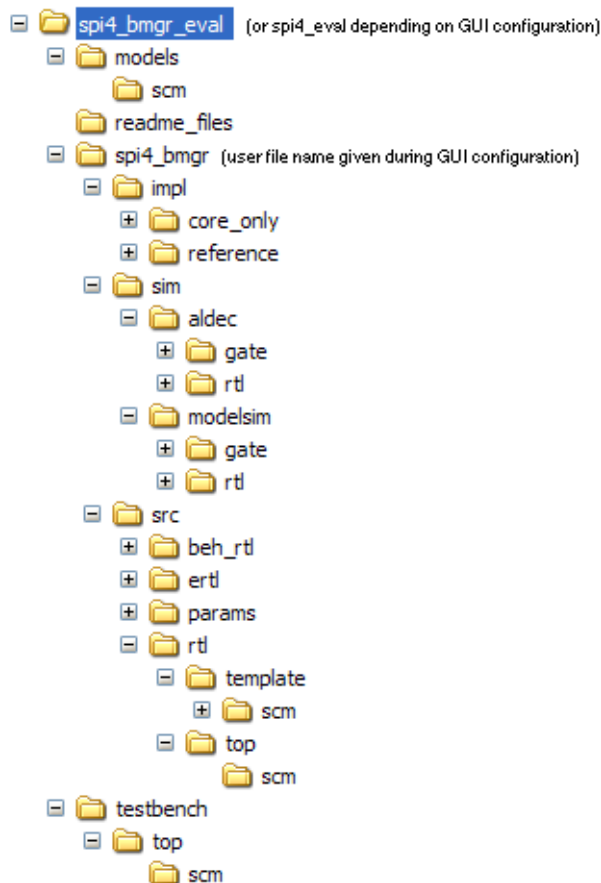 spi4_bmgr_eval (or spi4_eval depending on GUI configuration)
models
scm
readme_files
spi4_bmgr (user file name given during GUI configuration)
impl
core_only
reference
sim
aldec
gate
rtl
modelsim
gate
rtl
src
beh_rtl
ertl
params
rtl
template
scm
top
scm
testbench
top
scm